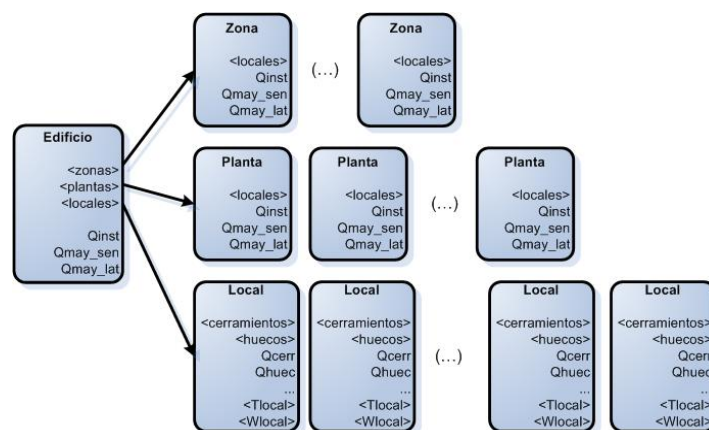 Zona
<locales>
Qinst
Qmay_sen
Qmay_lat
(...)
Zona
<locales>
Qinst
Qmay_sen
Qmay_lat
Edificio
<zonas>
<plantas>
<locales>
Qinst
Qmay_sen
Qmay_lat
Planta
<locales>
Qinst
Qmay_sen
Qmay_lat
Planta
<locales>
Qinst
Qmay_sen
Qmay_lat
(...)
Planta
<locales>
Qinst
Qmay_sen
Qmay_lat
Local
<cerramientos>
<huecos>
Qcerr
Qhuec
...
<Tlocal>
<Wlocal>
Local
<cerramientos>
<huecos>
Qcerr
Qhuec
...
<Tlocal>
<Wlocal>
(...)
Local
<cerramientos>
<huecos>
Qcerr
Qhuec
...
<Tlocal>
<Wlocal>
Local
<cerramientos>
<huecos>
Qcerr
Qhuec
...
<Tlocal>
<Wlocal>